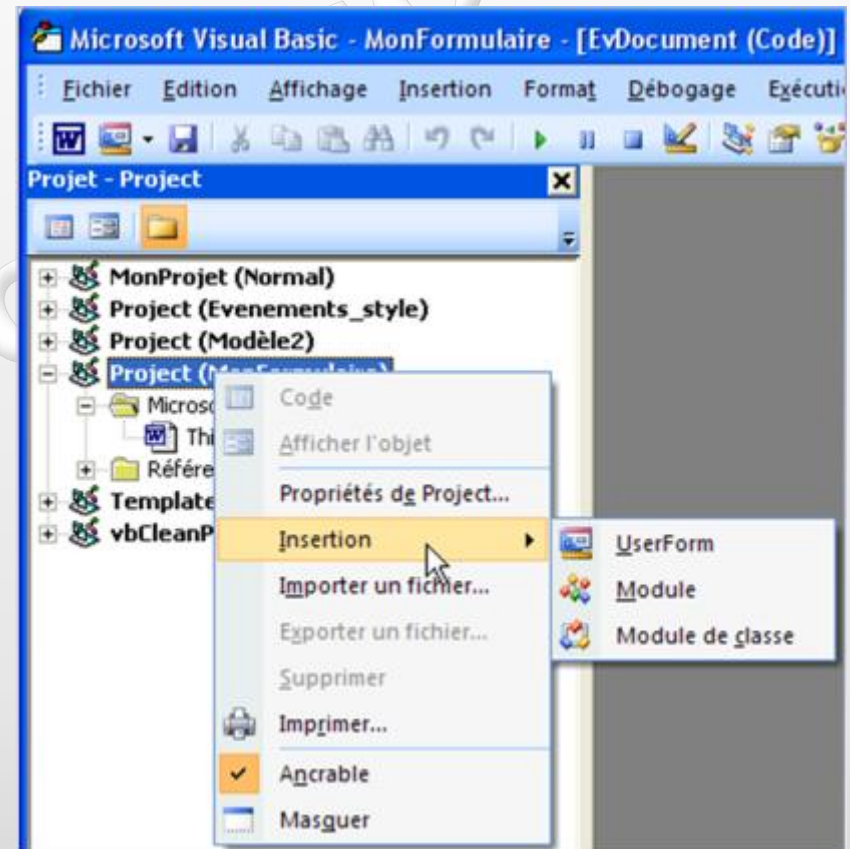 Microsoft Visual Basic - MonFormulaire - [EvDocument (Code)]
Fichier Edition Affichage Insertion Format Débogage
Projet - Project
MonProjet (Normal)
Project (Evenements_style)
Project (Modèle2)
Project
Code
Afficher l'objet
Propriétés de Project...
Insertion
UserForm
Importer un fichier...
Module
Exporter un fichier...
Module de classe
Supprimer
Imprimer...
Ancrable
Masquer